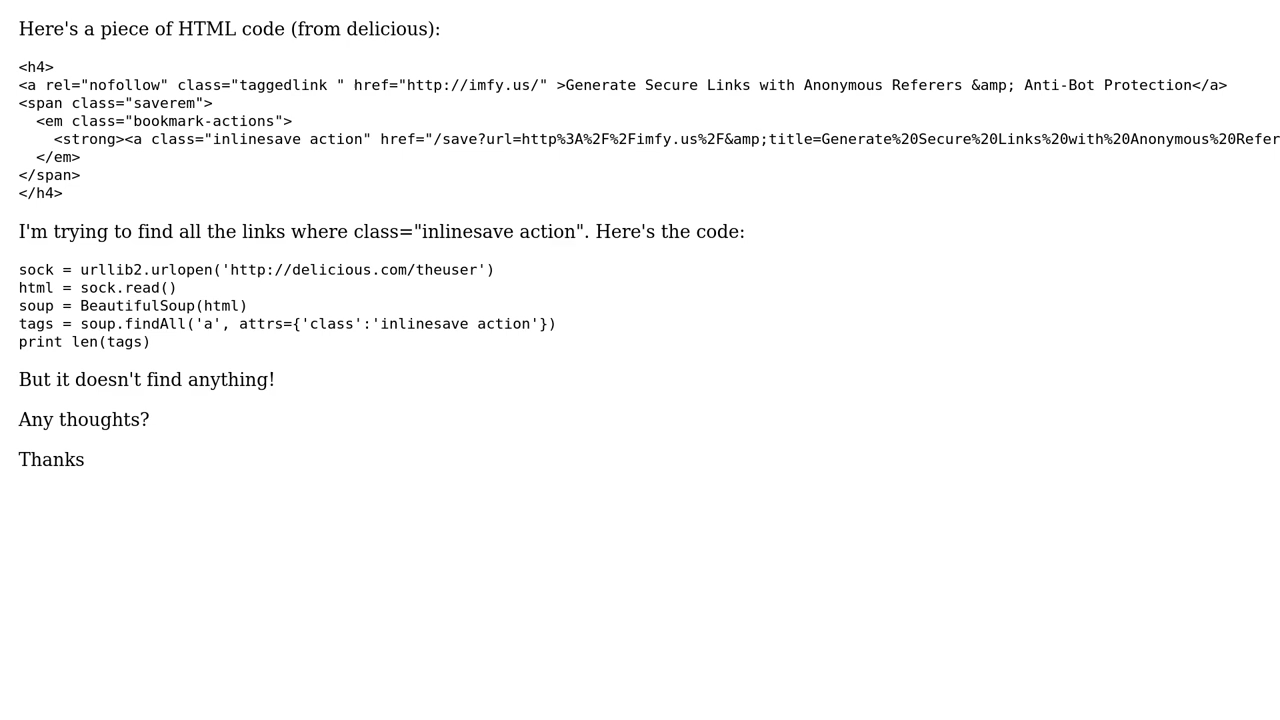 Here's a piece of HTML code (from delicious):
<h4>
<a rel="nofollow" class="taggedlink " href="http://imfy.us/" >Generate Secure Links with Anonymous Referers &amp; Anti-Bot Protection</a>
<span class="saverem">
  <em class="bookmark-actions">
    <strong><a class="inlinesave action" href="/save?url=http%3A%2F%2Fimfy.us%2F&amp;title=Generate%20Secure%20Links%20with%20Anonymous%20Refer
  </em>
</span>
</h4>
I'm trying to find all the links where class="inlinesave action". Here's the code:
sock = urllib2.urlopen('http://delicious.com/theuser')
html = sock.read()
soup = BeautifulSoup(html)
tags = soup.findAll('a', attrs={'class':'inlinesave action'})
print len(tags)
But it doesn't find anything!
Any thoughts?
Thanks